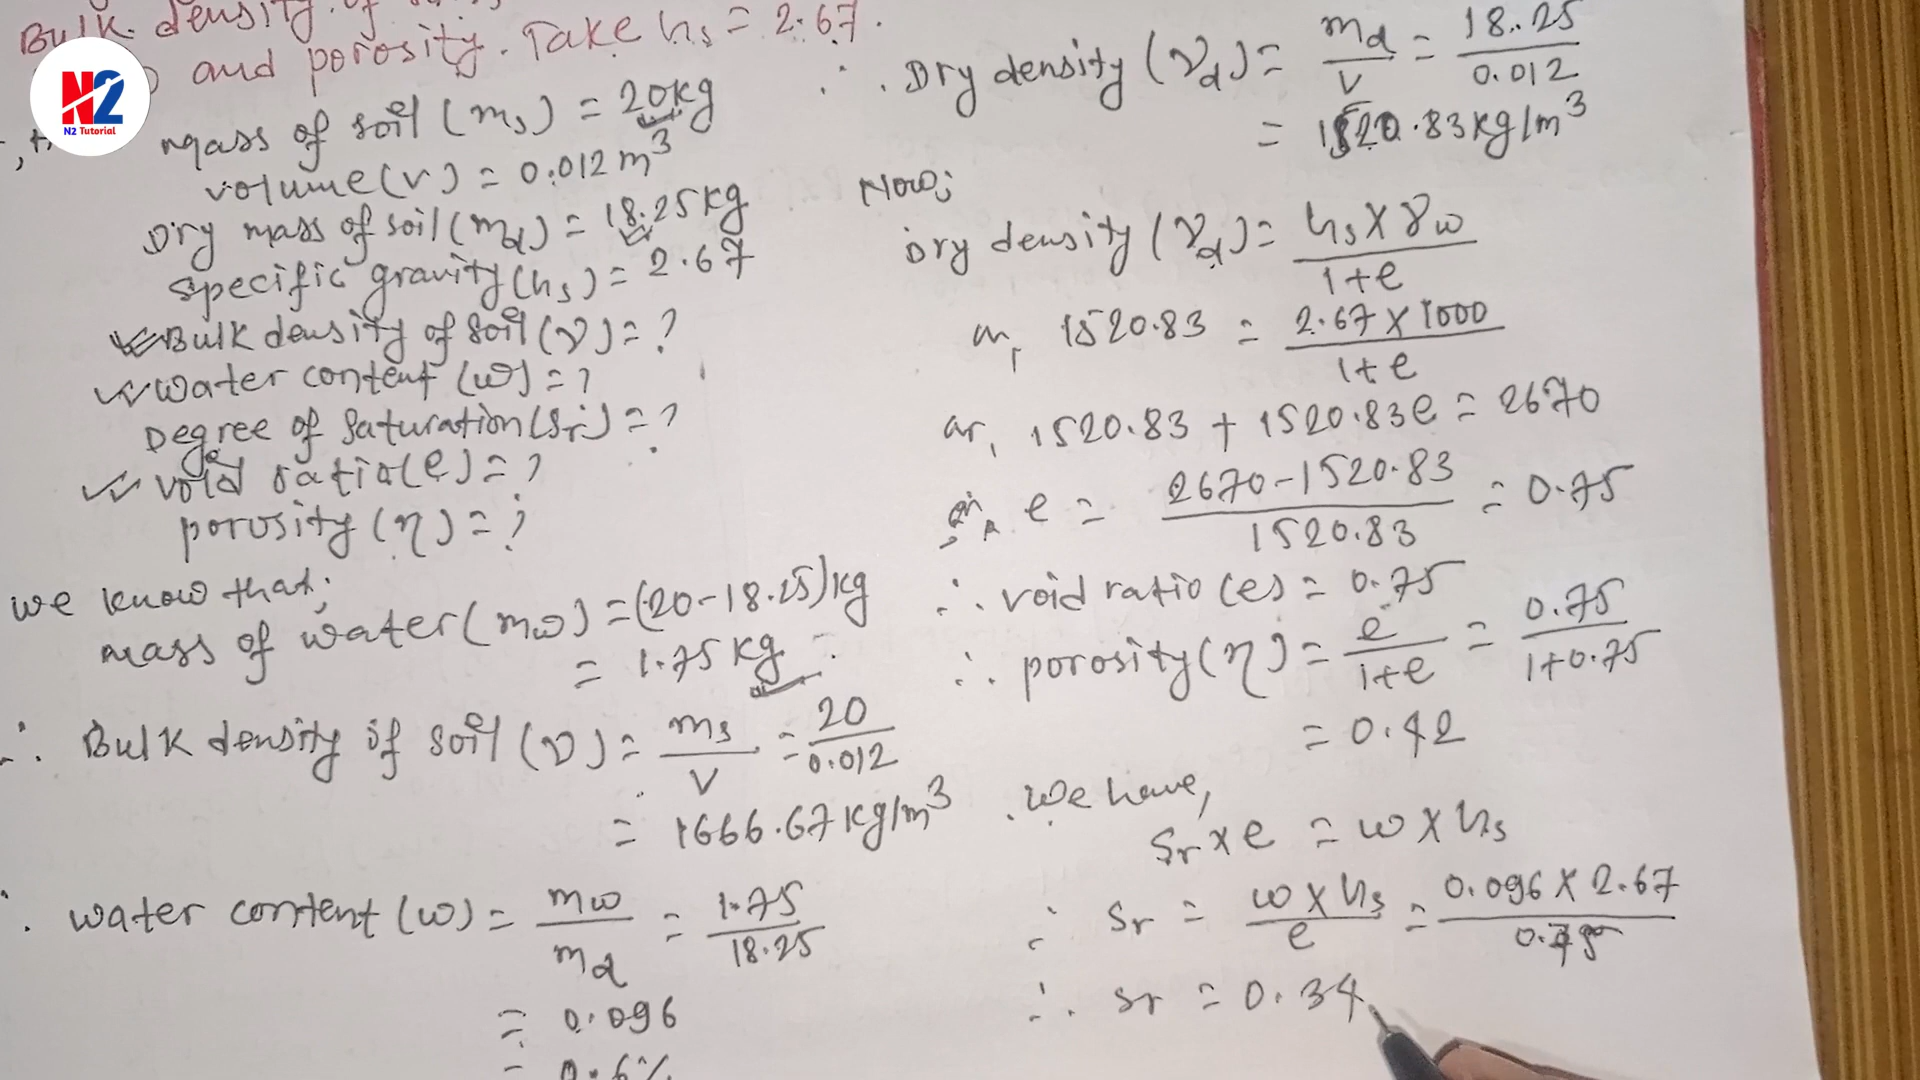 Bulk density of
and porosity. Take Gs = 2.67.
N2
N2 Tutorial
mass of soil (ms) = 20kg
volume (v) = 0.012 m³
Dry mass of soil (md) = 18.25kg
specific gravity (Gs) = 2.67
Bulk density of soil (γ) = ?
water content (w) = ?
Degree of saturation (Sr) = ?
void ratio (e) = ?
porosity (η) = ?
we know that;
mass of water (mw) = (20-18.25)kg
= 1.75 kg
∴ Bulk density if soil (γ) = ms/v = 20/0.012
= 1666.67 kg/m³
∴ water content (w) = mw/md = 1.75/18.25
= 0.096
∴ Dry density (γd) = md/v = 18.25/0.012
= 1520.83 kg/m³
Now;
Dry density (γd) = Gs x γw/1+e
or, 1520.83 = 2.67 x 1000/1+e
or, 1520.83 + 1520.83e = 2670
or, e = 2670-1520.83/1520.83 = 0.75
∴ void ratio (e) = 0.75
∴ porosity (η) = e/1+e = 0.75/1+0.75
= 0.42
We have,
Sr x e = w x Gs
∴ Sr = w x Gs/e = 0.096 x 2.67/0.75
∴ Sr = 0.34